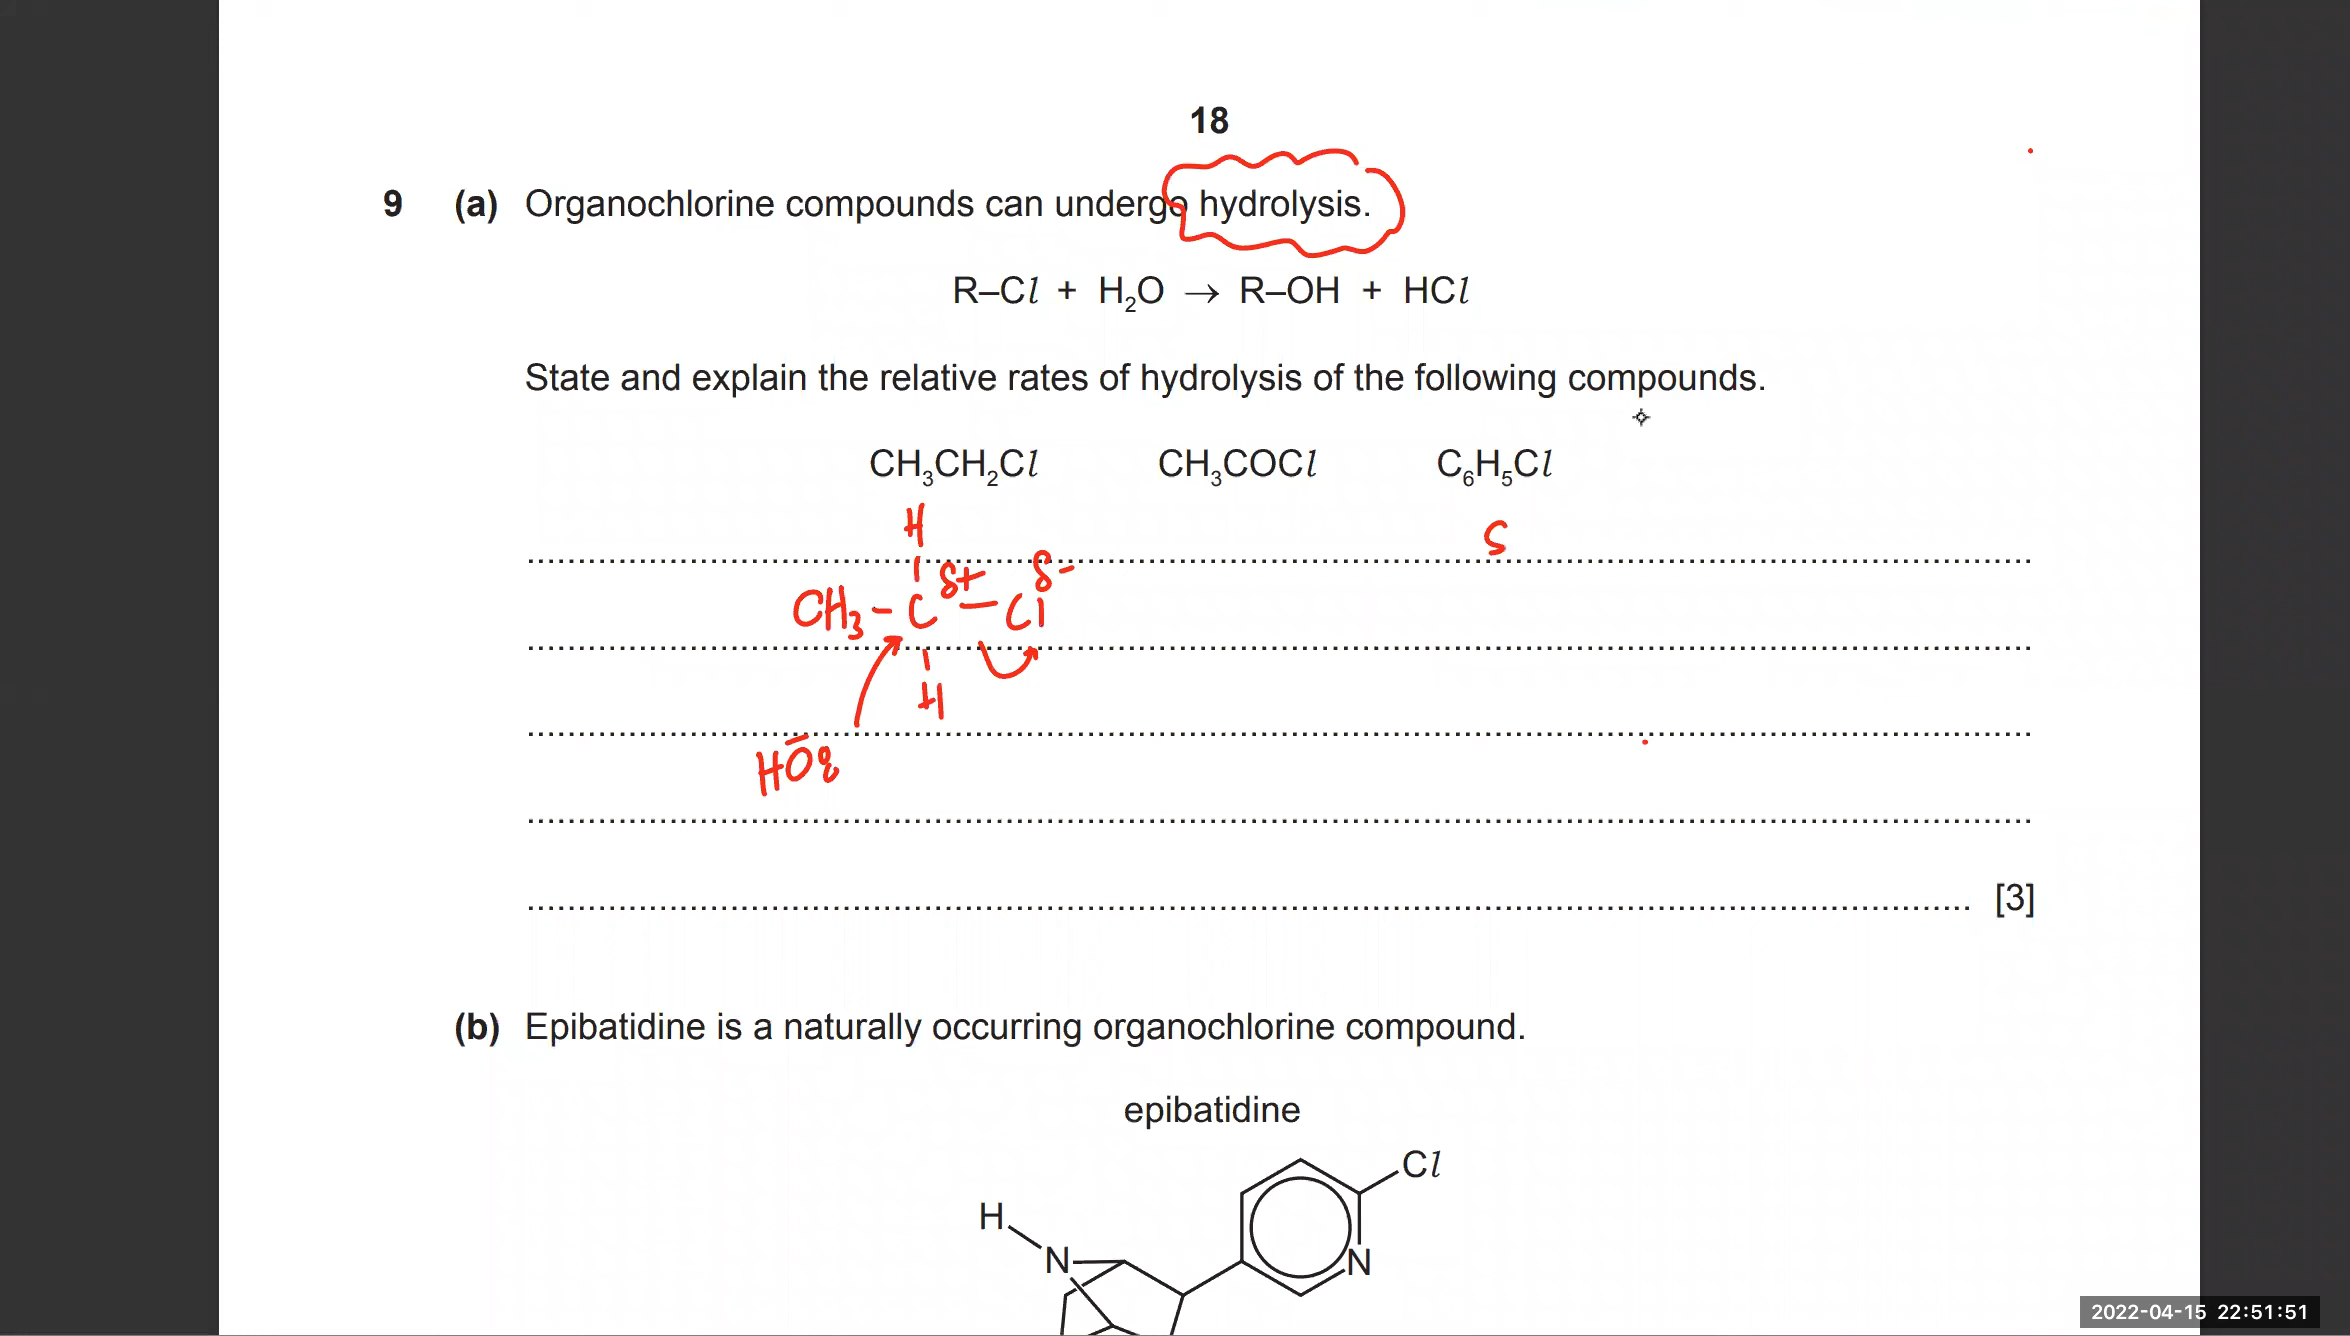 18
9 (a) Organochlorine compounds can undergo hydrolysis.
R–Cl + H₂O → R–OH + HCl
State and explain the relative rates of hydrolysis of the following compounds.
CH₃CH₂Cl CH₃COCl C₆H₅Cl
H
S
δ+ δ-
CH₃ - C – Cl
H
HŌ
[3]
(b) Epibatidine is a naturally occurring organochlorine compound.
epibatidine
Cl
H
N
N
2022-04-15 22:51:51